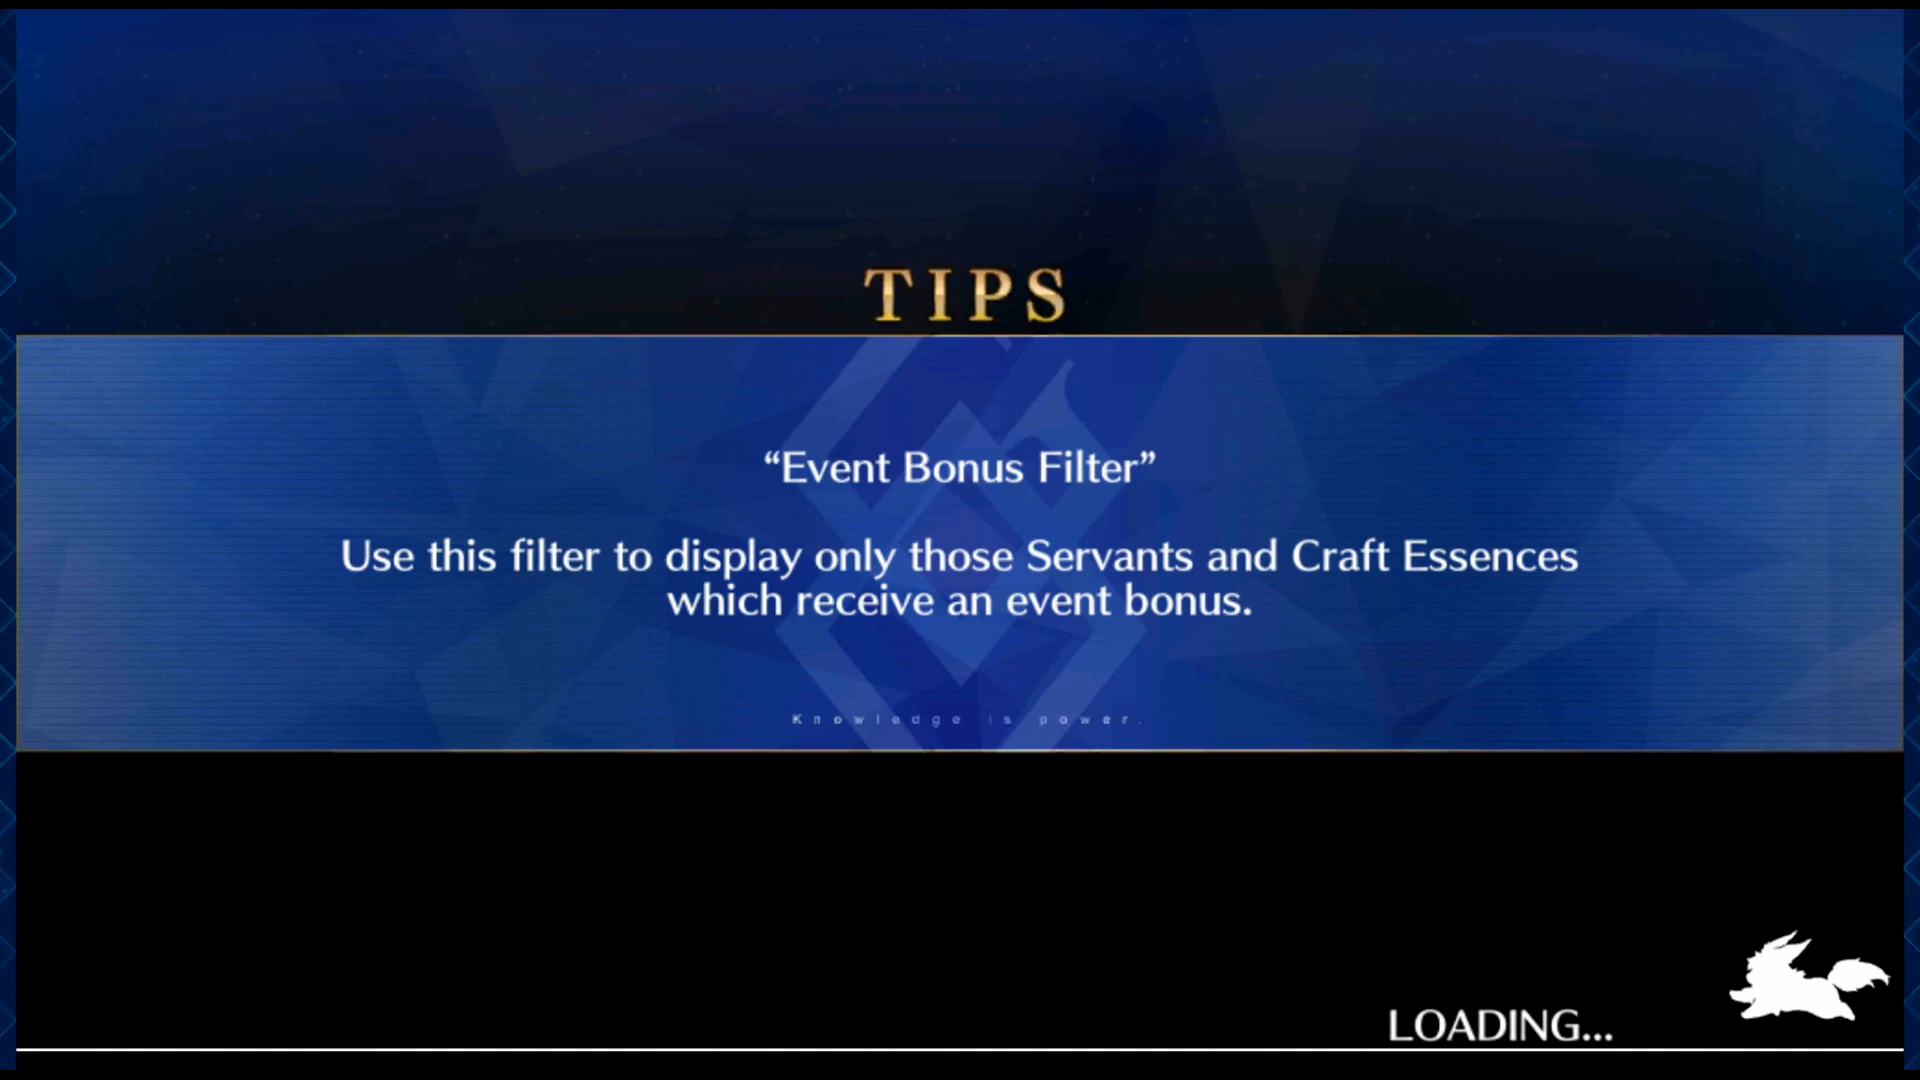 TIPS
“Event Bonus Filter”
Use this filter to display only those Servants and Craft Essences
which receive an event bonus.
Knowledge is power.
LOADING...